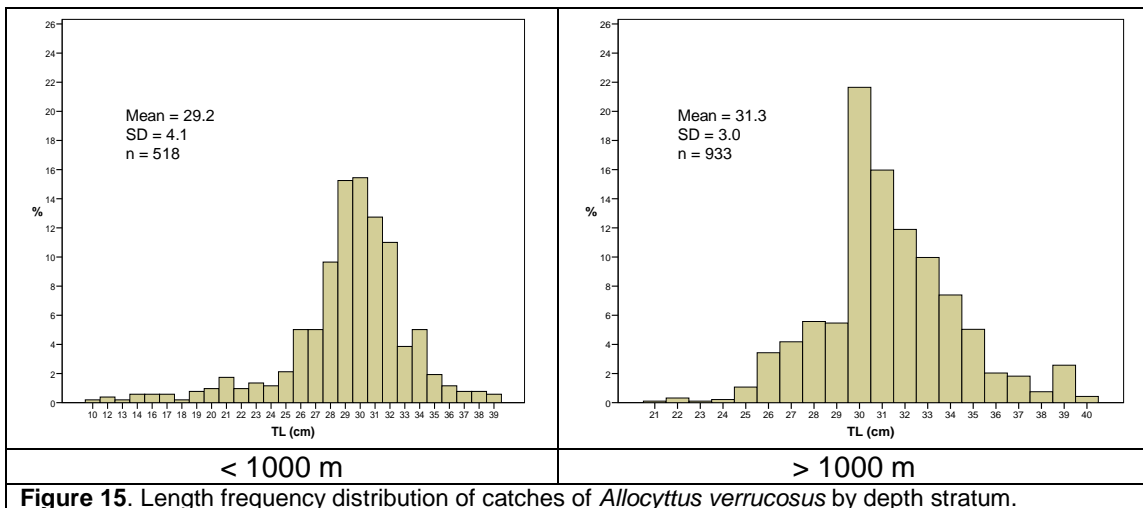 26
24
22
20
18
16
14
12
10
8
6
4
2
0
%
Mean = 29.2
SD = 4.1
n = 518
10 12 13 14 16 17 18 19 20 21 22 23 24 25 26 27 28 29 30 31 32 33 34 35 36 37 38 39 22
TL (cm)
< 1000 m
26
24
22
20
18
16
14
12
10
8
6
4
2
0
%
Mean = 31.3
SD = 3.0
n = 933
21 22 23 24 25 26 27 28 29 30 31 32 33 34 35 36 37 38 39 40
TL (cm)
> 1000 m
Figure 15. Length frequency distribution of catches of Allocyttus verrucosus by depth stratum.